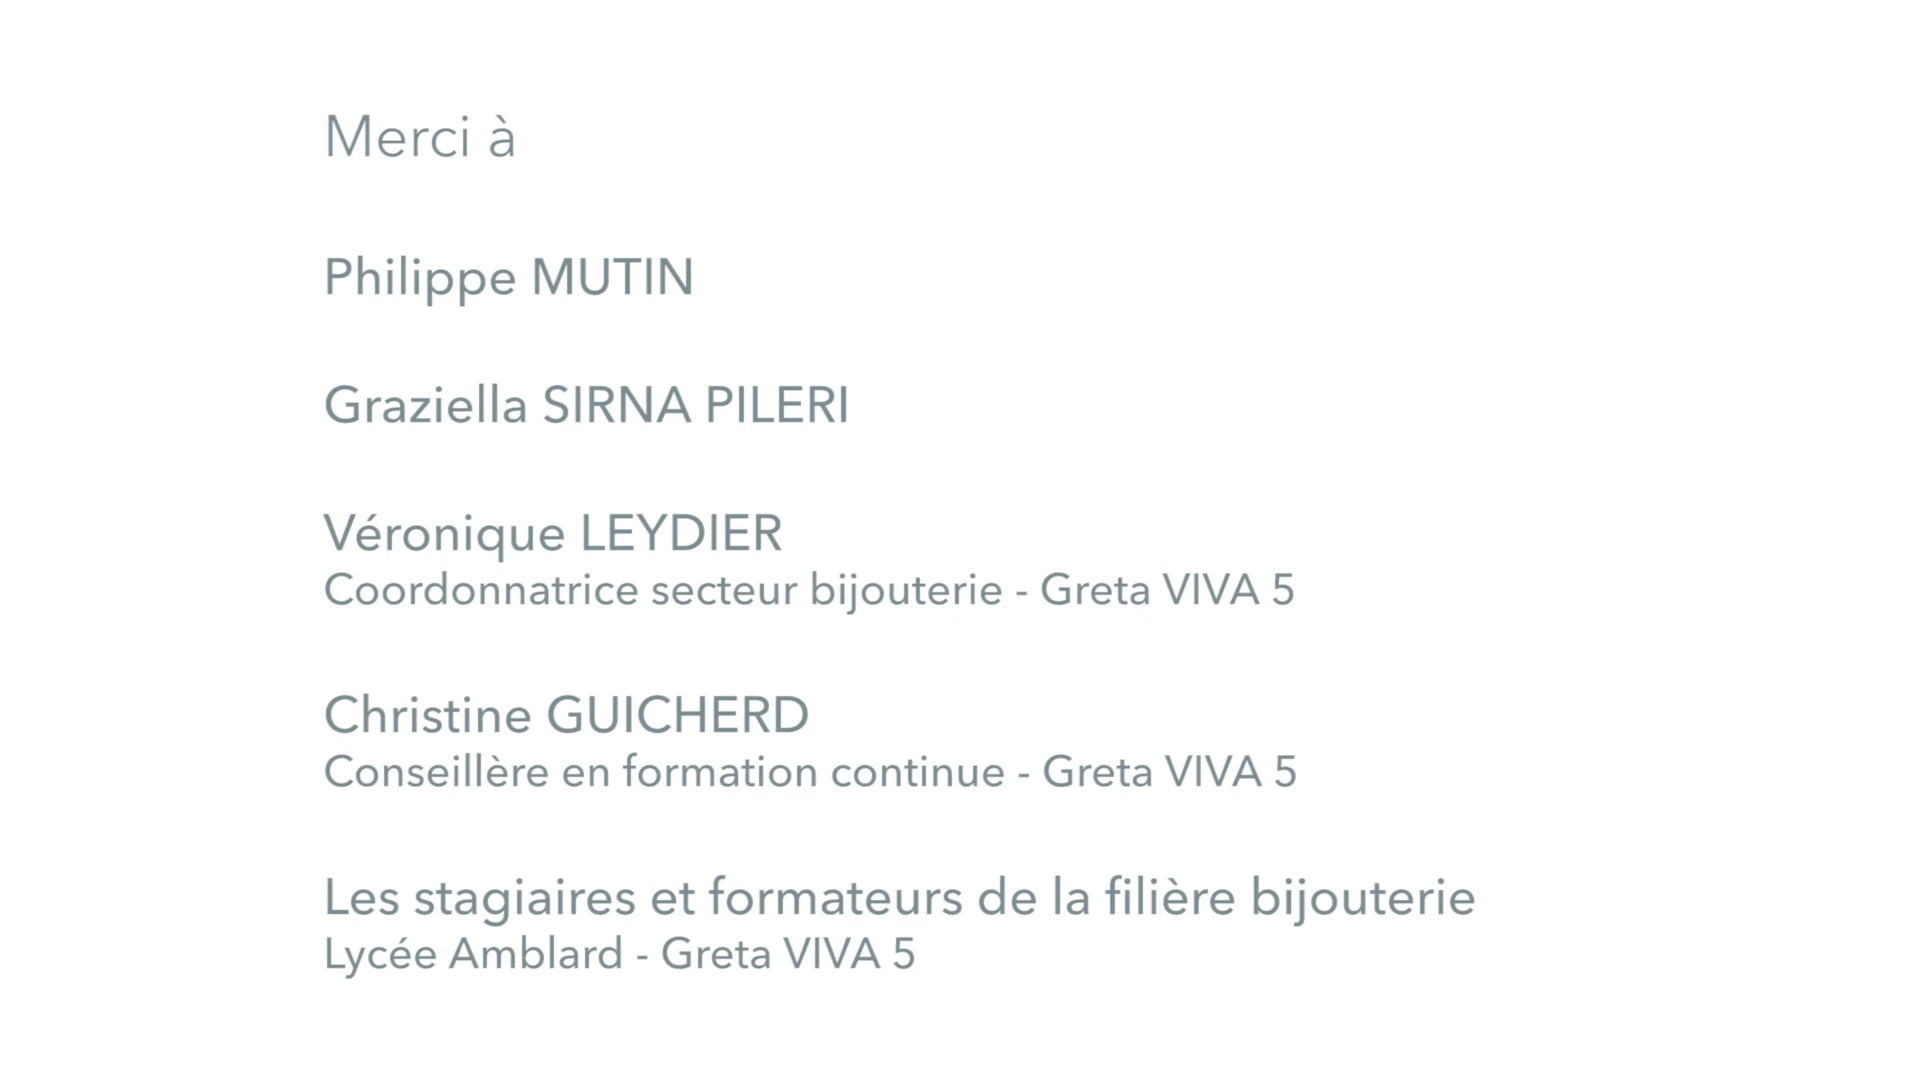 Merci à
Philippe MUTIN
Graziella SIRNA PILERI
Véronique LEYDIER
Coordonnatrice secteur bijouterie - Greta VIVA 5
Christine GUICHERD
Conseillère en formation continue - Greta VIVA 5
Les stagiaires et formateurs de la filière bijouterie
Lycée Amblard - Greta VIVA 5